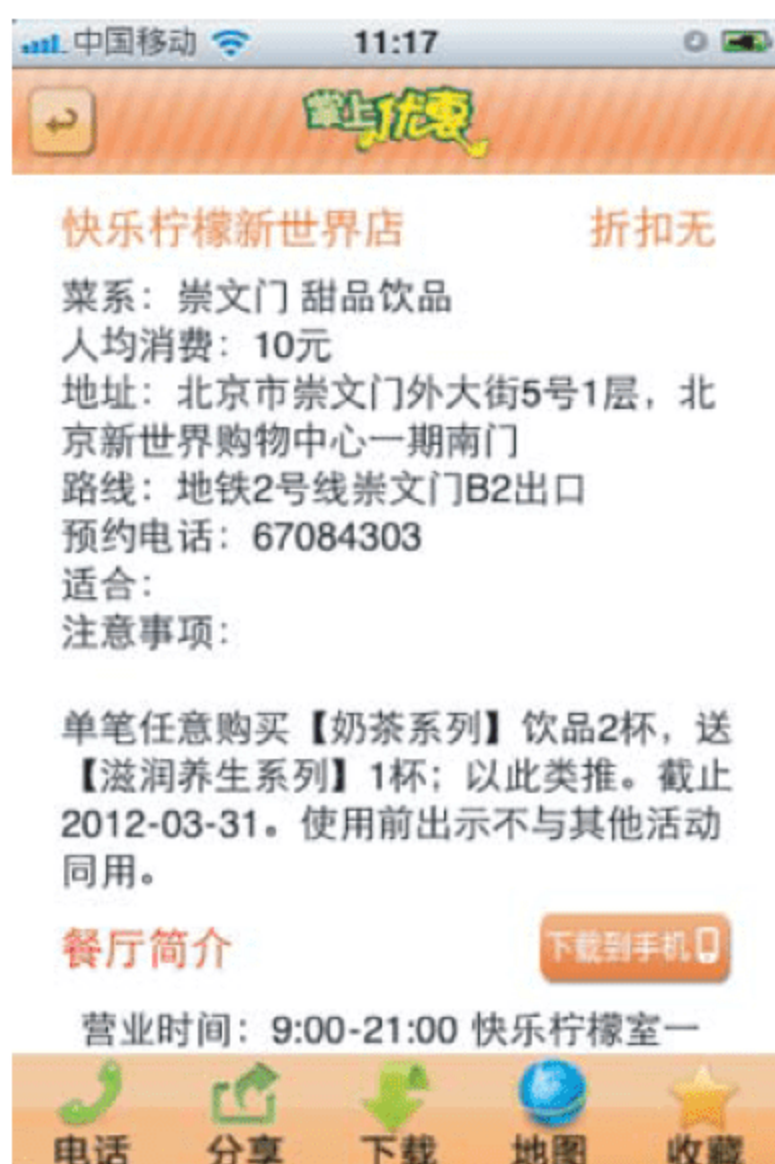 中国移动 11:17
掌上优惠
快乐柠檬新世界店 折扣无
菜系：崇文门 甜品饮品
人均消费：10元
地址：北京市崇文门外大街5号1层，北
京新世界购物中心一期南门
路线：地铁2号线崇文门B2出口
预约电话：67084303
适合：
注意事项：
单笔任意购买【奶茶系列】饮品2杯，送
【滋润养生系列】1杯；以此类推。截止
2012-03-31。使用前出示不与其他活动
同用。
餐厅简介 下载到手机
营业时间：9:00-21:00 快乐柠檬室一
电话 分享 下载 地图 收藏